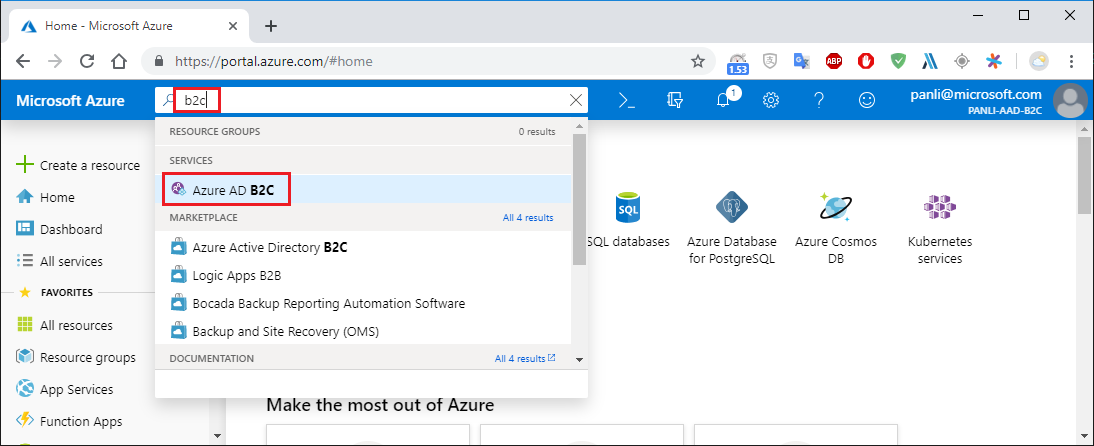 Home - Microsoft Azure
https://portal.azure.com/#home
1.53
ABP
Microsoft Azure
b2c
1
panli@microsoft.com
PANLI-AAD-B2C
RESOURCE GROUPS 0 results
SERVICES
Azure AD B2C
MARKETPLACE All 4 results
Azure Active Directory B2C
Logic Apps B2B
Bocada Backup Reporting Automation Software
Backup and Site Recovery (OMS)
DOCUMENTATION All 4 results
Create a resource
Home
Dashboard
All services
FAVORITES
All resources
Resource groups
App Services
Function Apps
SQL
SQL databases
Azure Database
for PostgreSQL
Azure Cosmos
DB
Kubernetes
services
Make the most out of Azure